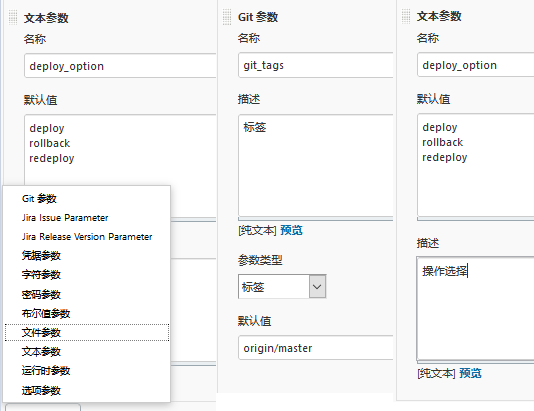 文本参数
名称
deploy_option
默认值
deploy
rollback
redeploy
Git 参数
Jira Issue Parameter
Jira Release Version Parameter
凭据参数
字符参数
密码参数
布尔值参数
文件参数
文本参数
运行时参数
选项参数
Git 参数
名称
git_tags
描述
标签
[纯文本] 预览
参数类型
标签
默认值
origin/master
文本参数
名称
deploy_option
默认值
deploy
rollback
redeploy
描述
操作选择
[纯文本] 预览